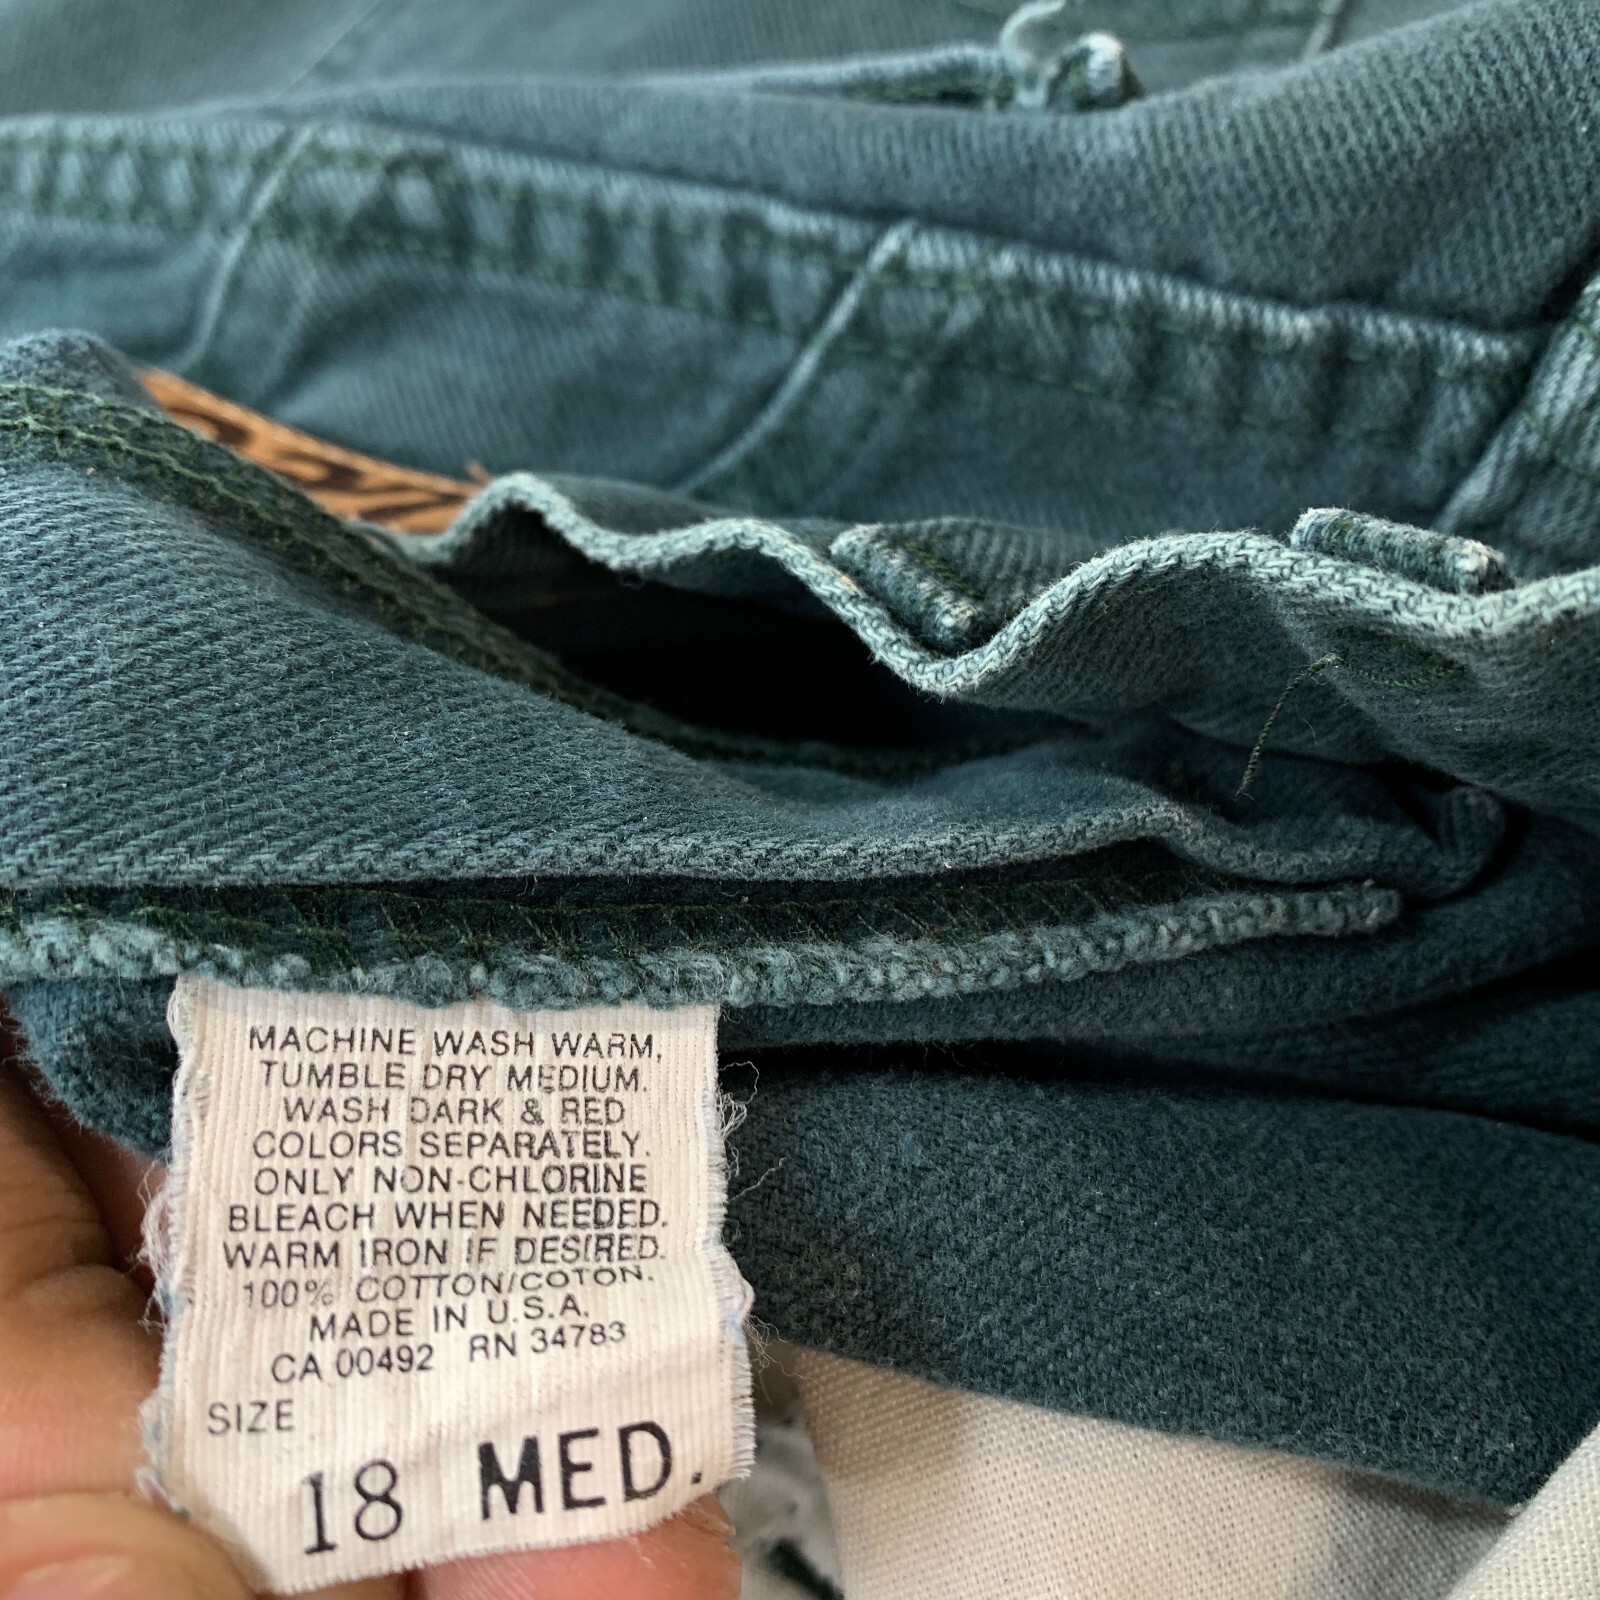 MACHINE WASH WARM,
TUMBLE DRY MEDIUM.
WASH DARK & RED
COLORS SEPARATELY.
ONLY NON-CHLORINE
BLEACH WHEN NEEDED.
WARM IRON IF DESIRED.
100% COTTON/COTON.
MADE IN U.S.A.
CA 00492 RN 34783
SIZE
18 MED.